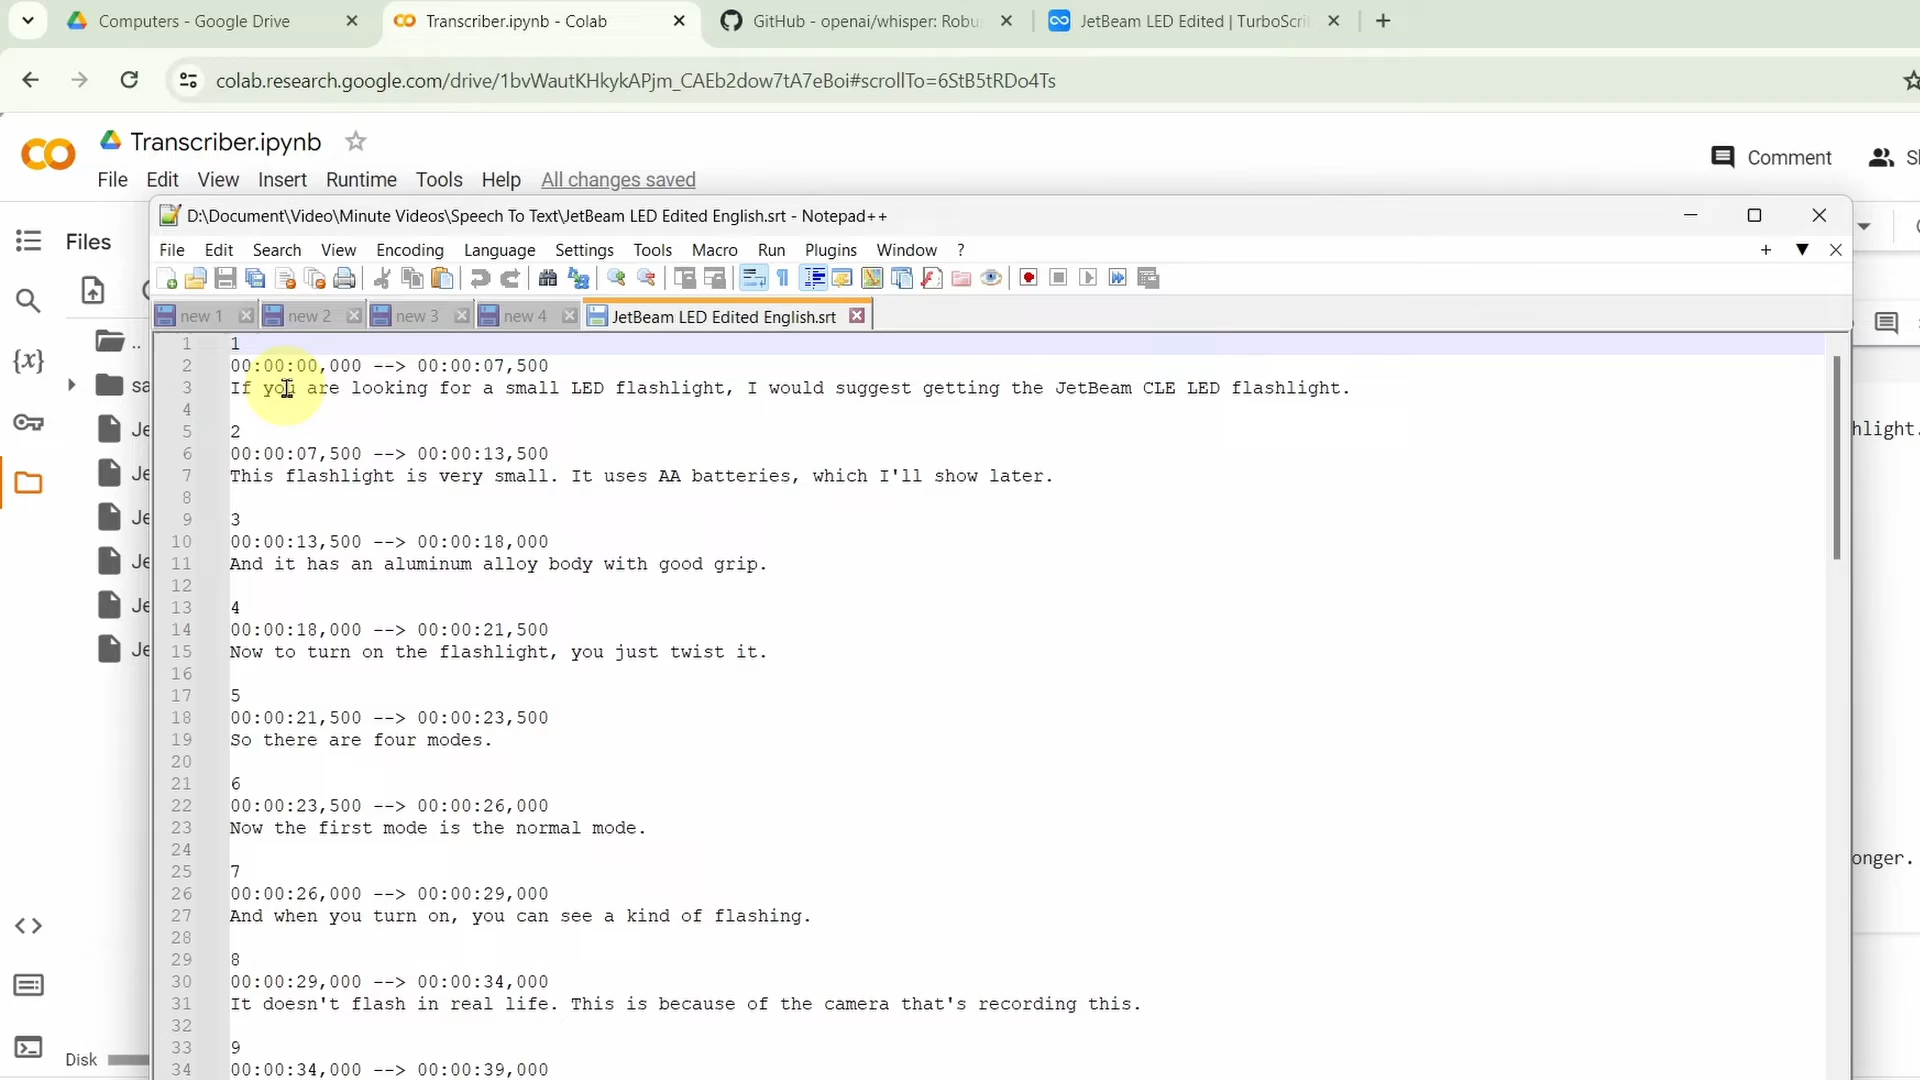 Computers - Google Drive
Transcriber.ipynb - Colab
GitHub - openai/whisper: Robu
JetBeam LED Edited | TurboScri
colab.research.google.com/drive/1bvWautKHkykAPjm_CAEb2dow7tA7eBoi#scrollTo=6StB5tRDo4Ts
Transcriber.ipynb
File Edit View Insert Runtime Tools Help All changes saved
Comment
Files
D:\Document\Video\Minute Videos\Speech To Text\JetBeam LED Edited English.srt - Notepad++
File Edit Search View Encoding Language Settings Tools Macro Run Plugins Window ?
new 1 new 2 new 3 new 4 JetBeam LED Edited English.srt
1 1
2 00:00:00,000 --> 00:00:07,500
3 If you are looking for a small LED flashlight, I would suggest getting the JetBeam CLE LED flashlight.
4
5 2
6 00:00:07,500 --> 00:00:13,500
7 This flashlight is very small. It uses AA batteries, which I'll show later.
8
9 3
10 00:00:13,500 --> 00:00:18,000
11 And it has an aluminum alloy body with good grip.
12
13 4
14 00:00:18,000 --> 00:00:21,500
15 Now to turn on the flashlight, you just twist it.
16
17 5
18 00:00:21,500 --> 00:00:23,500
19 So there are four modes.
20
21 6
22 00:00:23,500 --> 00:00:26,000
23 Now the first mode is the normal mode.
24
25 7
26 00:00:26,000 --> 00:00:29,000
27 And when you turn on, you can see a kind of flashing.
28
29 8
30 00:00:29,000 --> 00:00:34,000
31 It doesn't flash in real life. This is because of the camera that's recording this.
32
33 9
34 00:00:34,000 --> 00:00:39,000
sa
Je
Je
Je
Je
Je
Je
hlight.
onger.
Disk